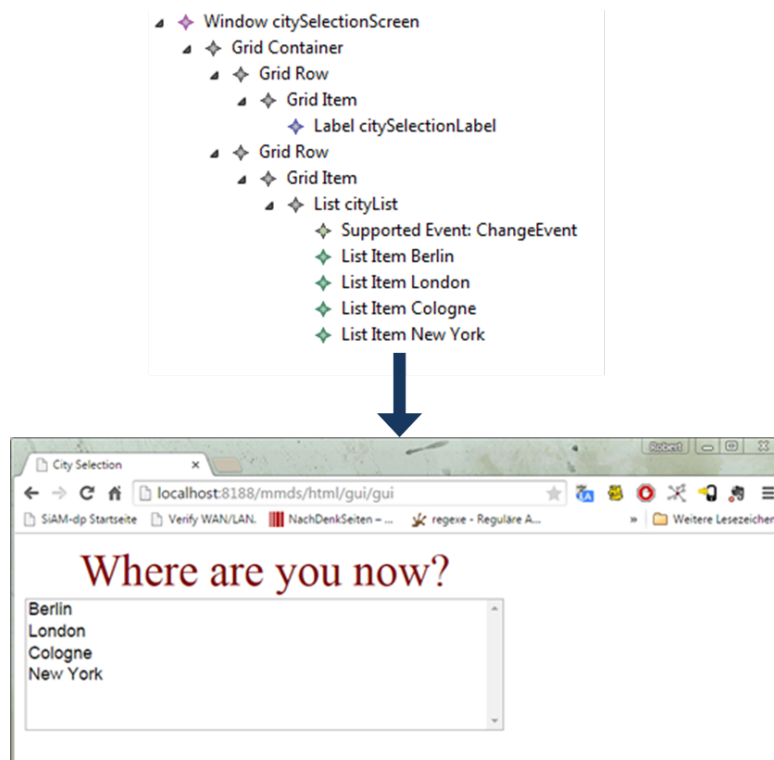 Window citySelectionScreen
Grid Container
Grid Row
Grid Item
Label citySelectionLabel
Grid Row
Grid Item
List cityList
Supported Event: ChangeEvent
List Item Berlin
List Item London
List Item Cologne
List Item New York
Robert
City Selection
localhost:8188/mmds/html/gui/gui
SiAM-dp Startseite Verify WAN/LAN. NachDenkSeiten – ... regexe - Reguläre A... » Weitere Lesezeichen
Where are you now?
Berlin
London
Cologne
New York